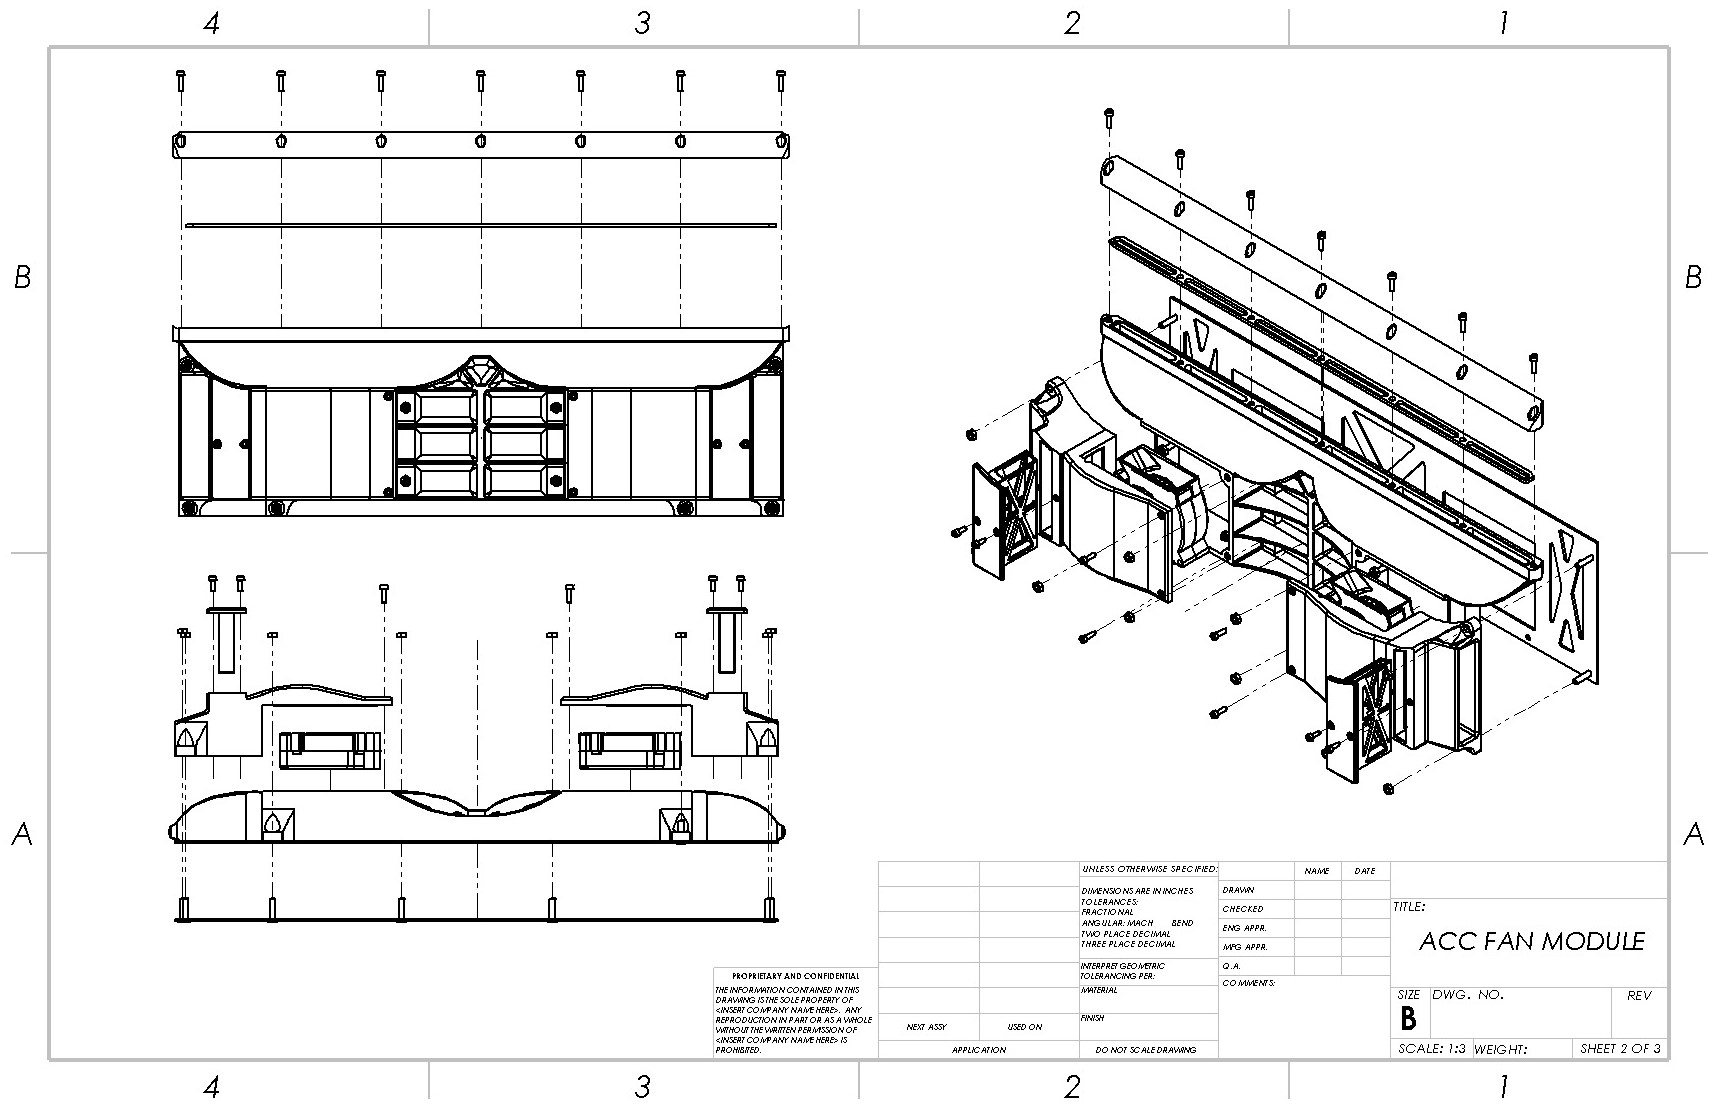 4 3 2 1
B B
A A
UNLESS OTHERWISE SPECIFIED:
DIMENSIONS ARE IN INCHES
TOLERANCES:
FRACTIONAL
ANGULAR: MACH BEND
TWO PLACE DECIMAL
THREE PLACE DECIMAL
INTERPRET GEOMETRIC
TOLERANCING PER:
MATERIAL
FINISH
DO NOT SCALE DRAWING
NAME DATE
DRAWN
CHECKED
ENG APPR.
MFG APPR.
Q.A.
COMMENTS:
TITLE:
ACC FAN MODULE
SIZE DWG. NO. REV
B
SCALE: 1:3 WEIGHT: SHEET 2 OF 3
PROPRIETARY AND CONFIDENTIAL
THE INFORMATION CONTAINED IN THIS
DRAWING IS THE SOLE PROPERTY OF
<INSERT COMPANY NAME HERE>. ANY
REPRODUCTION IN PART OR AS A WHOLE
WITHOUT THE WRITTEN PERMISSION OF
<INSERT COMPANY NAME HERE> IS
PROHIBITED.
NEXT ASSY USED ON
APPLICATION
4 3 2 1